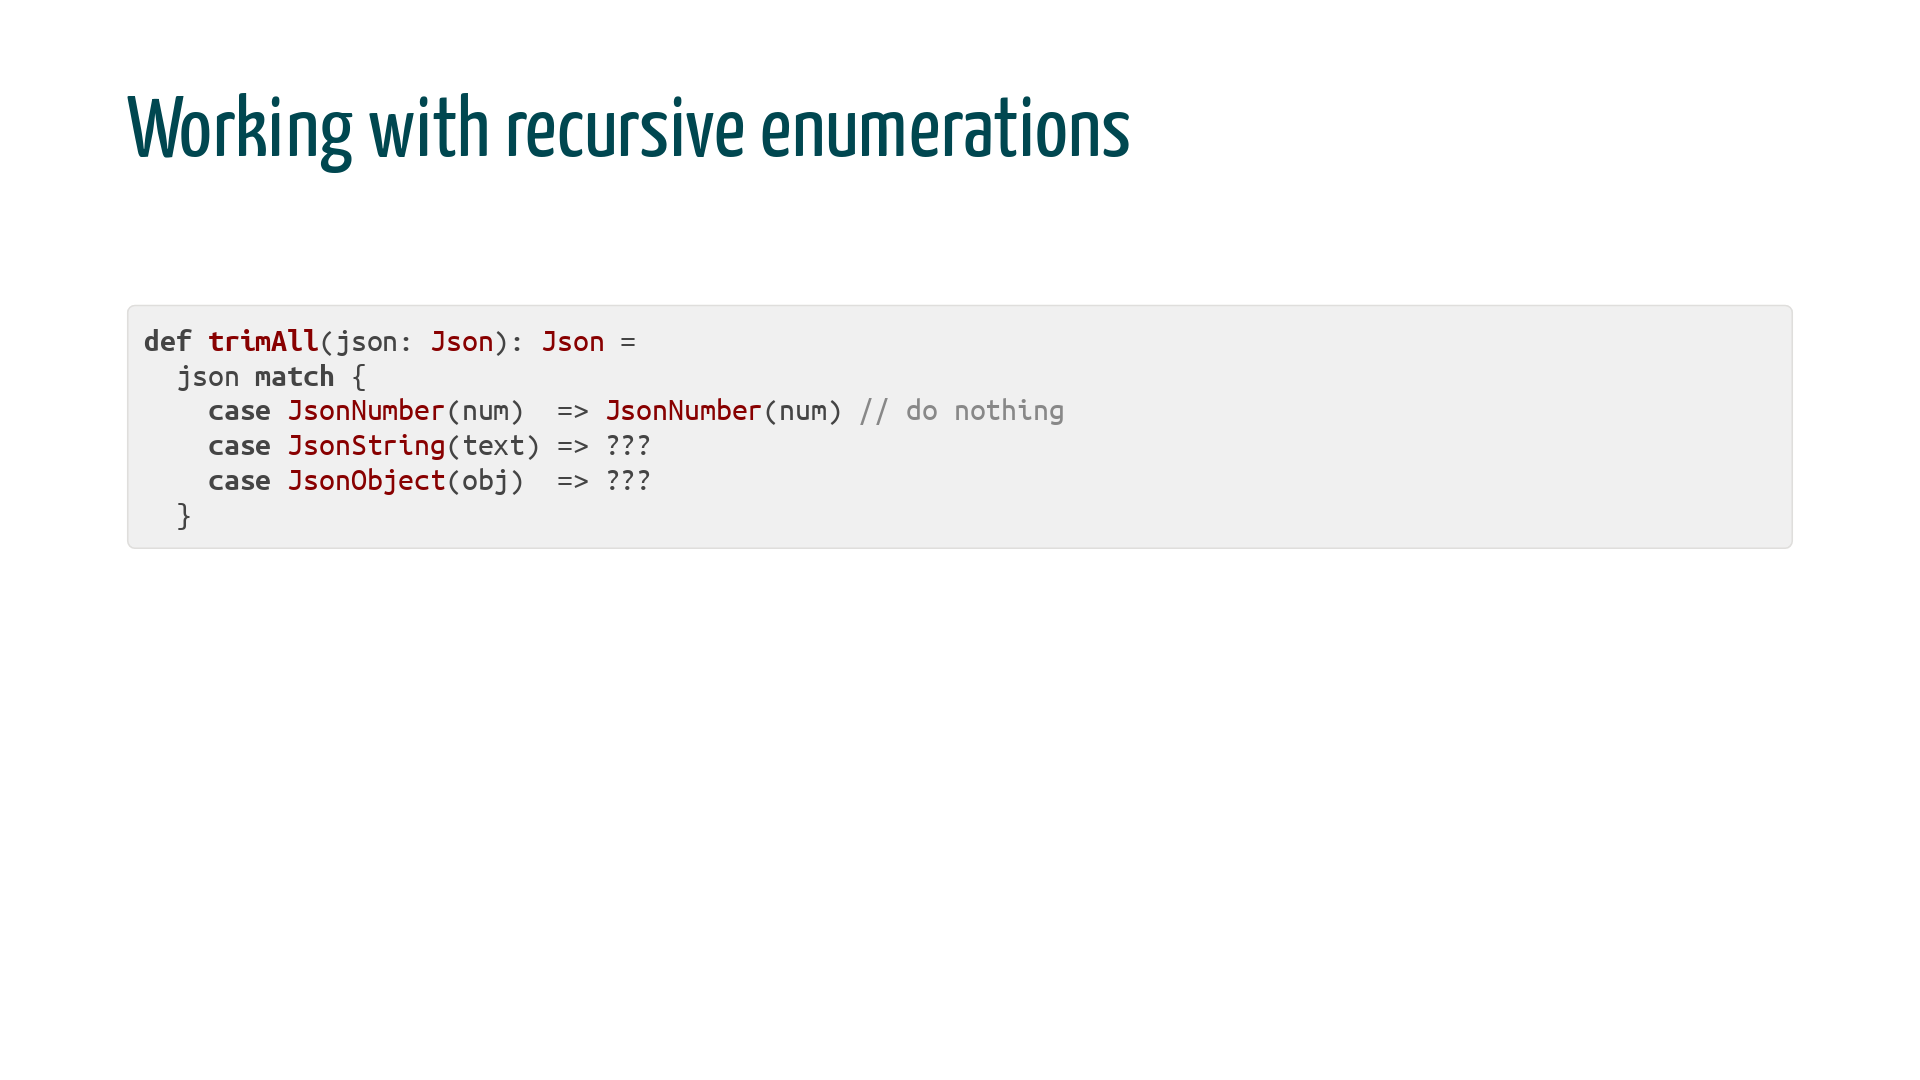 Working with recursive enumerations
def trimAll(json: Json): Json =
  json match {
    case JsonNumber(num)  => JsonNumber(num) // do nothing
    case JsonString(text) => ???
    case JsonObject(obj)  => ???
  }